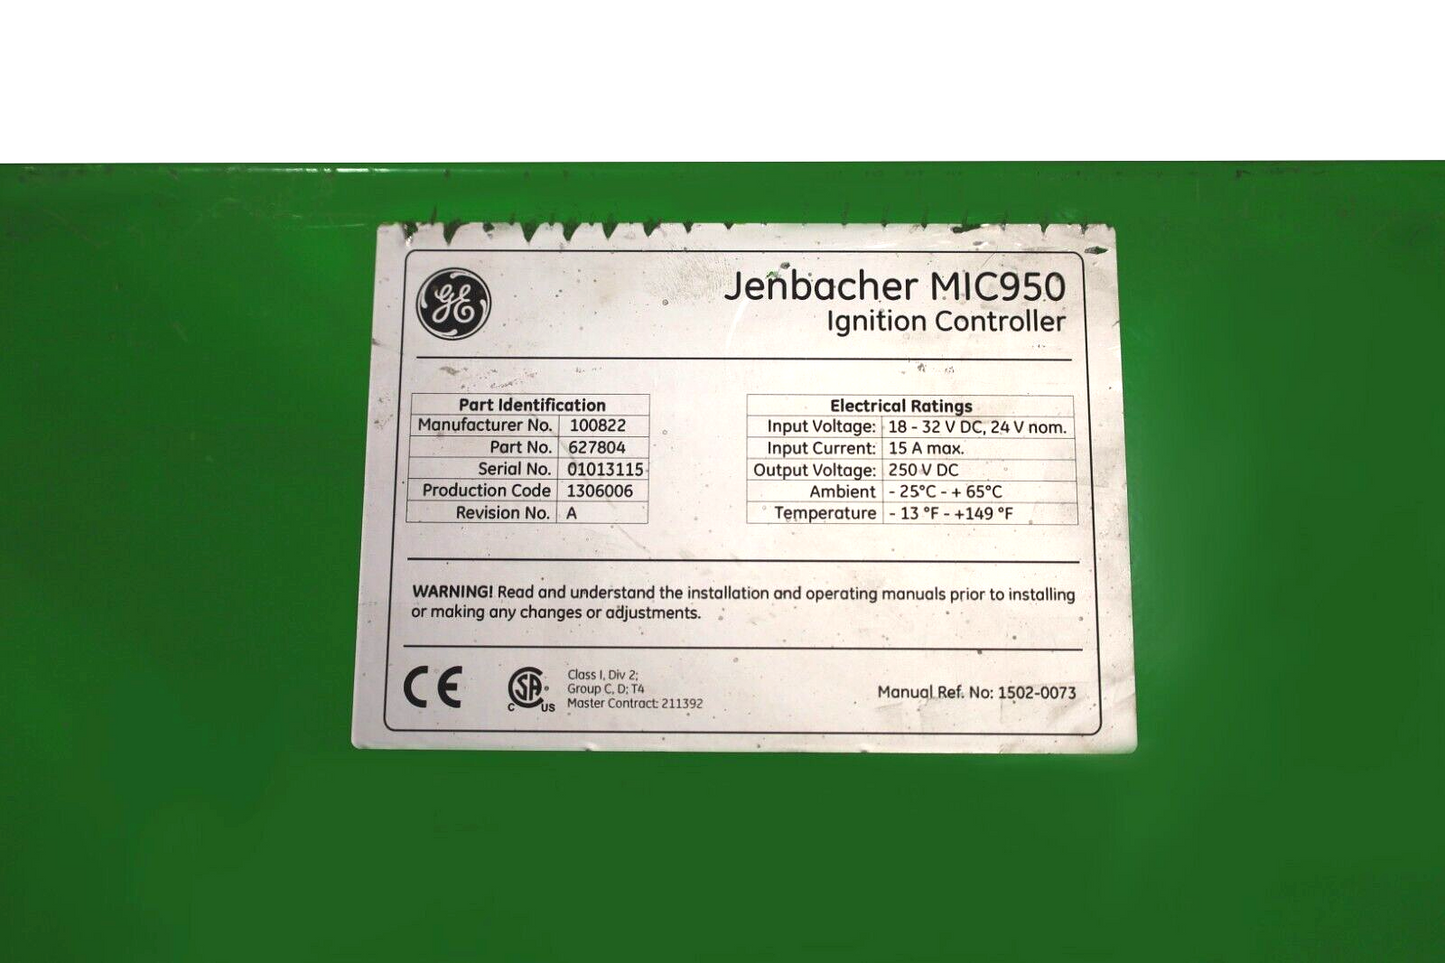 GE
Jenbacher MIC950
Ignition Controller
Part Identification
Manufacturer No. 100822
Part No. 627804
Serial No. 01013115
Production Code 1306006
Revision No. A
Electrical Ratings
Input Voltage: 18 - 32 V DC, 24 V nom.
Input Current: 15 A max.
Output Voltage: 250 V DC
Ambient - 25°C - + 65°C
Temperature - 13 °F - +149 °F
WARNING! Read and understand the installation and operating manuals prior to installing
or making any changes or adjustments.
CE
C SA US
Class I, Div 2;
Group C, D; T4
Master Contract: 211392
Manual Ref. No: 1502-0073